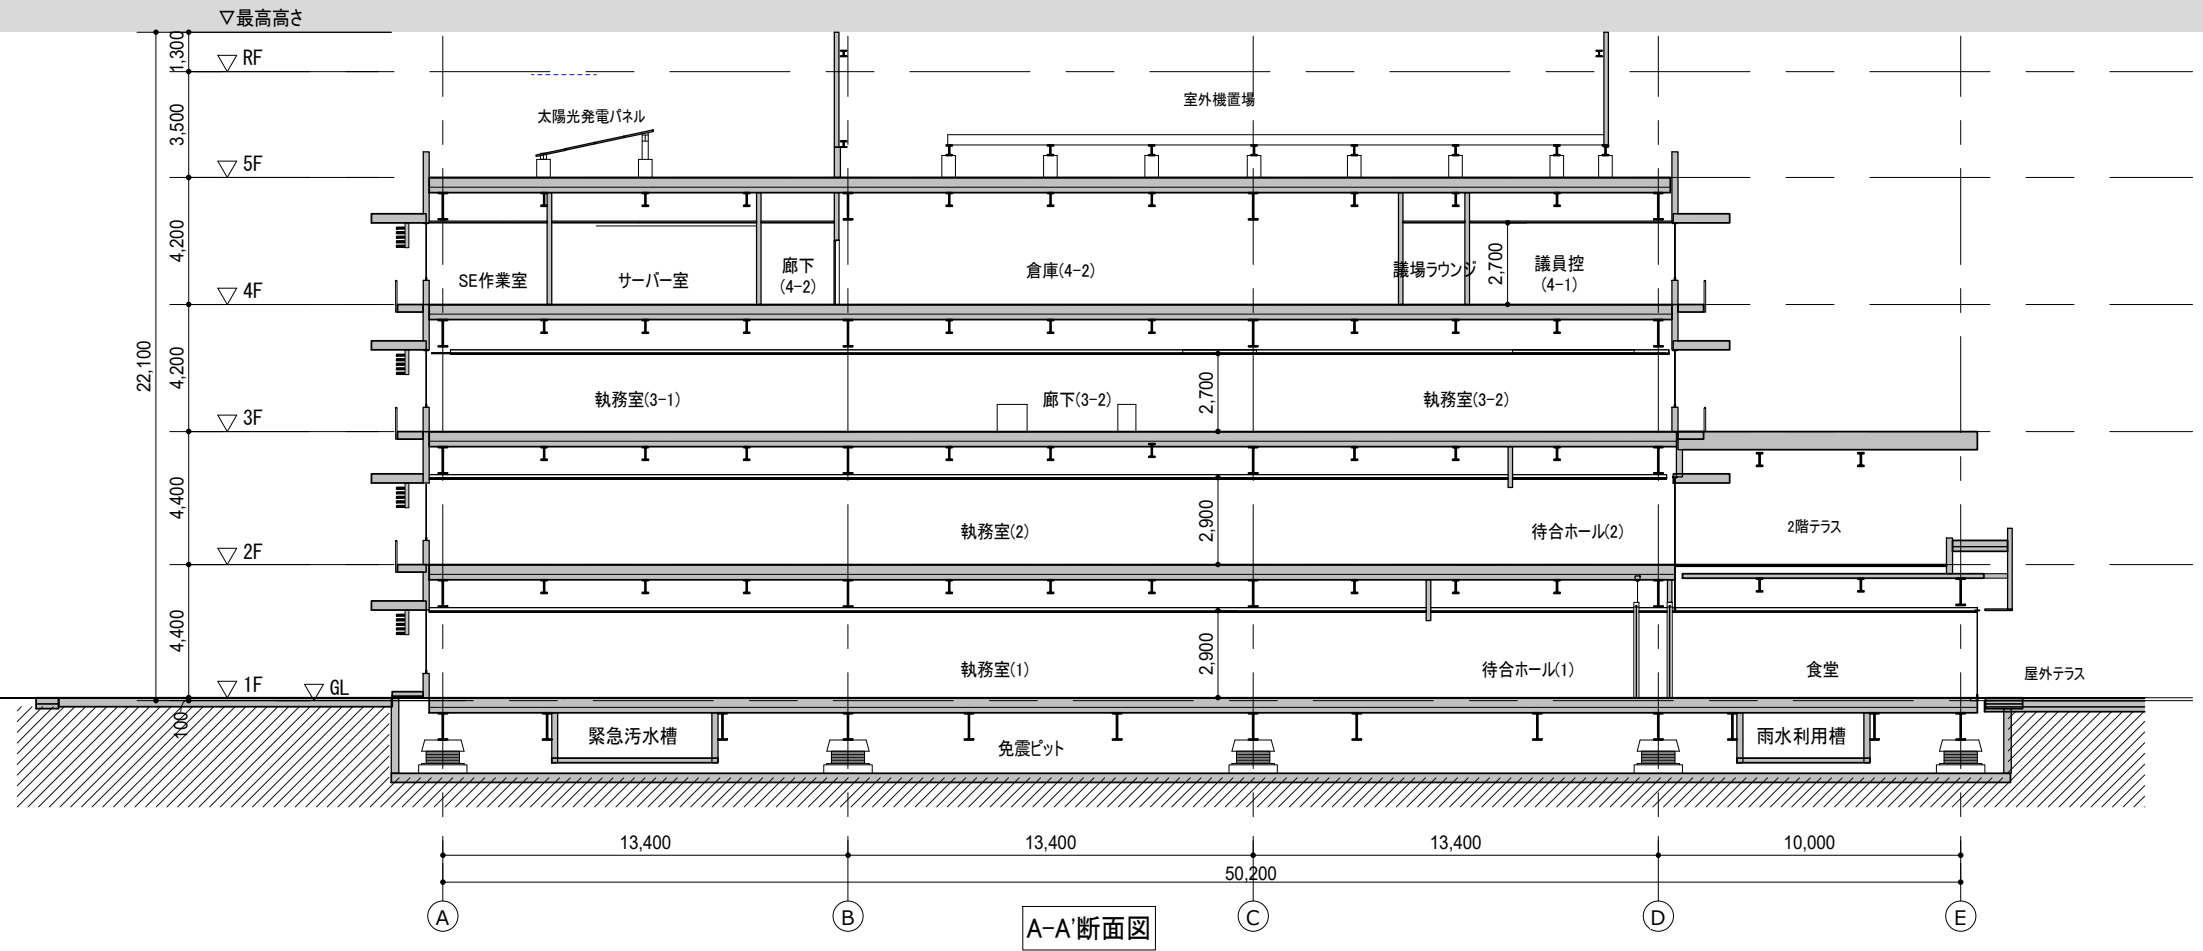 ▽最高高さ
1,300
▽ RF
3,500
太陽光発電パネル
室外機置場
▽ 5F
4,200
SE作業室
サーバー室
廊下
(4-2)
倉庫(4-2)
議場ラウンジ
2,700
議員控
(4-1)
▽ 4F
22,100
4,200
執務室(3-1)
廊下(3-2)
2,700
執務室(3-2)
▽ 3F
4,400
執務室(2)
2,900
待合ホール(2)
2階テラス
▽ 2F
4,400
執務室(1)
2,900
待合ホール(1)
食堂
屋外テラス
▽ 1F
▽ GL
100
緊急汚水槽
免震ピット
雨水利用槽
13,400
13,400
13,400
10,000
50,200
A
B
C
D
E
A-A'断面図